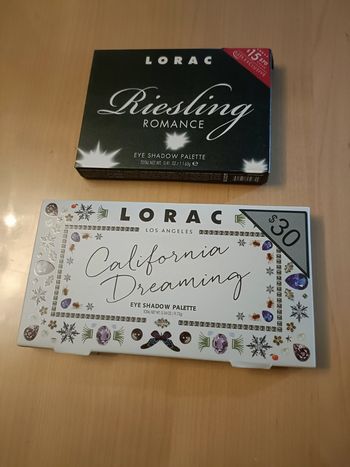 LORAC
$15
Riesling
ROMANCE
EYE SHADOW PALETTE
LORAC
LOS ANGELES
$30
California
Dreaming
EYE SHADOW PALETTE